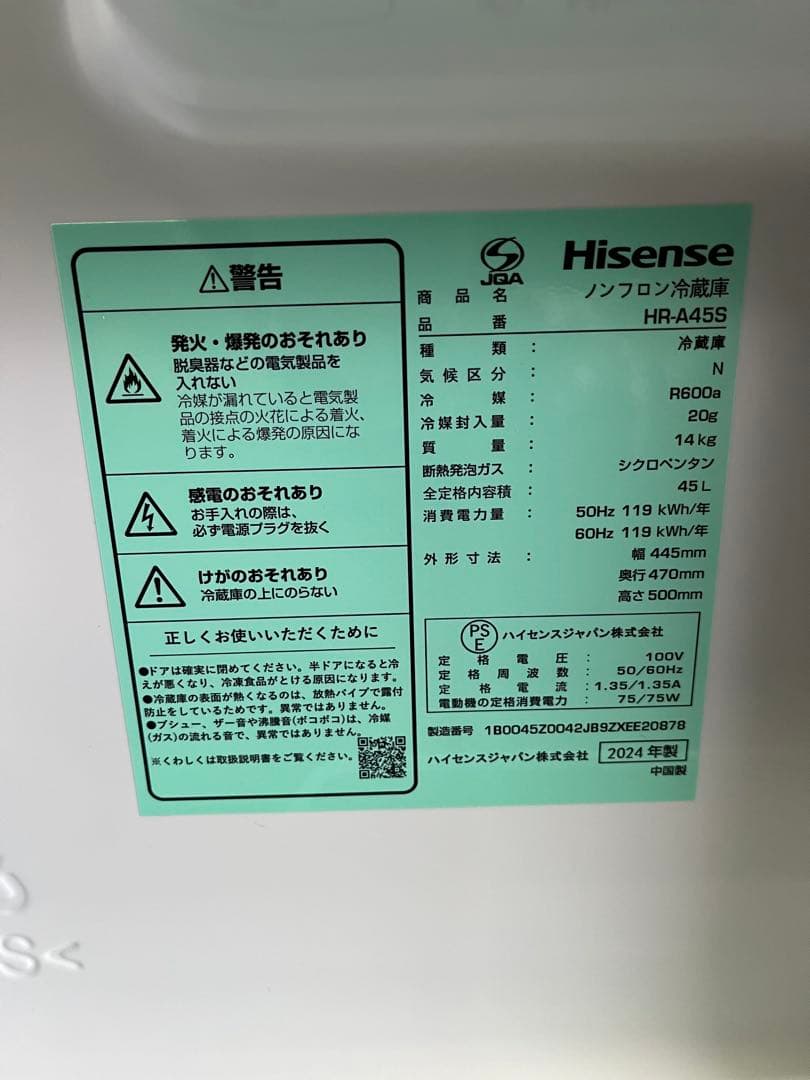 ⚠警告
発火・爆発のおそれあり
脱臭器などの電気製品を
入れない
冷媒が漏れていると電気製
品の接点の火花による着火、
着火による爆発の原因にな
ります。
感電のおそれあり
お手入れの際は、
必ず電源プラグを抜く
けがのおそれあり
冷蔵庫の上にのらない
正しくお使いいただくために
●ドアは確実に閉めてください。半ドアになると冷
えが悪くなり、冷凍食品がとける原因になります。
●冷蔵庫の表面が熱くなるのは、放熱パイプで露付
防止をしているためです。異常ではありません。
●プシュー、ザー音や沸騰音(ボコボコ)は、冷媒
(ガス)の流れる音で、異常ではありません。
※くわしくは取扱説明書をご覧ください。
JQA
Hisense
商品名 ノンフロン冷蔵庫
品番 HR-A45S
種類 : 冷蔵庫
気候区分 : N
冷媒 : R600a
冷媒封入量 : 20g
質量 : 14kg
断熱発泡ガス : シクロペンタン
全定格内容積 : 45L
消費電力量 : 50Hz 119 kWh/年
60Hz 119 kWh/年
外形寸法 : 幅 445mm
奥行 470mm
高さ 500mm
PS
E
ハイセンスジャパン株式会社
定格電圧 : 100V
定格周波数 : 50/60Hz
定格電流 : 1.35/1.35A
電動機の定格消費電力 : 75/75W
製造番号 1B0045Z0042JB9ZXEE20878
ハイセンスジャパン株式会社 2024 年製
中国製